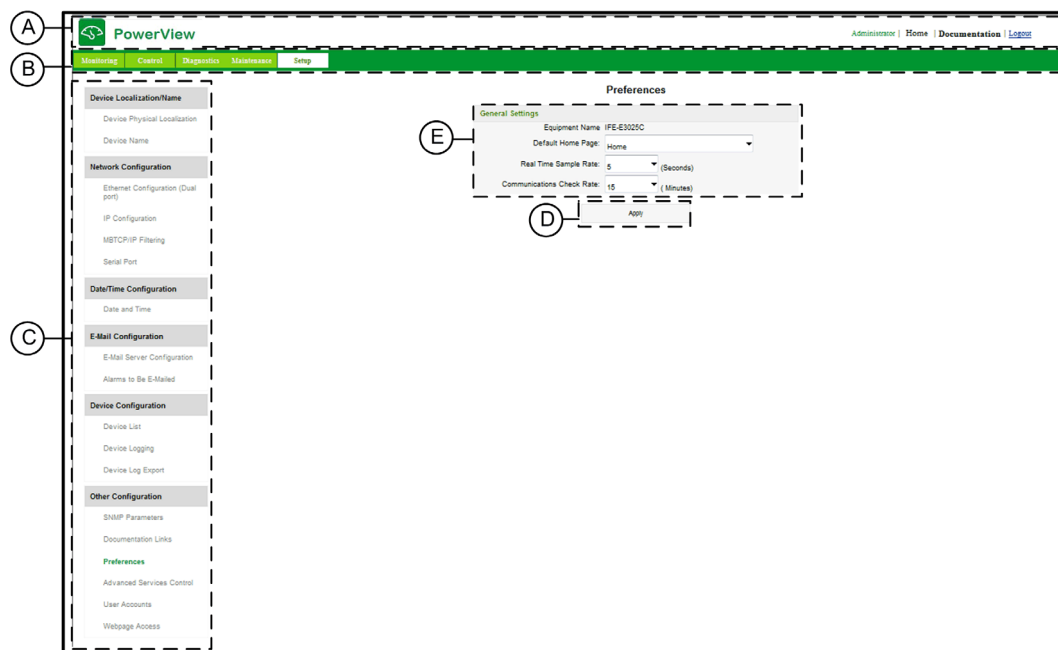 A
PowerView
Administrator | Home | Documentation | Logout
B
Monitoring Control Diagnostics Maintenance Setup
Device Localization/Name
Device Physical Localization
Device Name
Network Configuration
Ethernet Configuration (Dual
port)
IP Configuration
MBTCP/IP Filtering
Serial Port
Date/Time Configuration
Date and Time
C
E-Mail Configuration
E-Mail Server Configuration
Alarms to Be E-Mailed
Device Configuration
Device List
Device Logging
Device Log Export
Other Configuration
SNMP Parameters
Documentation Links
Preferences
Advanced Services Control
User Accounts
Webpage Access
Preferences
E
General Settings
Equipment Name IFE-E3025C
Default Home Page: Home
Real Time Sample Rate: 5 (Seconds)
Communications Check Rate: 15 ( Minutes)
D
Apply